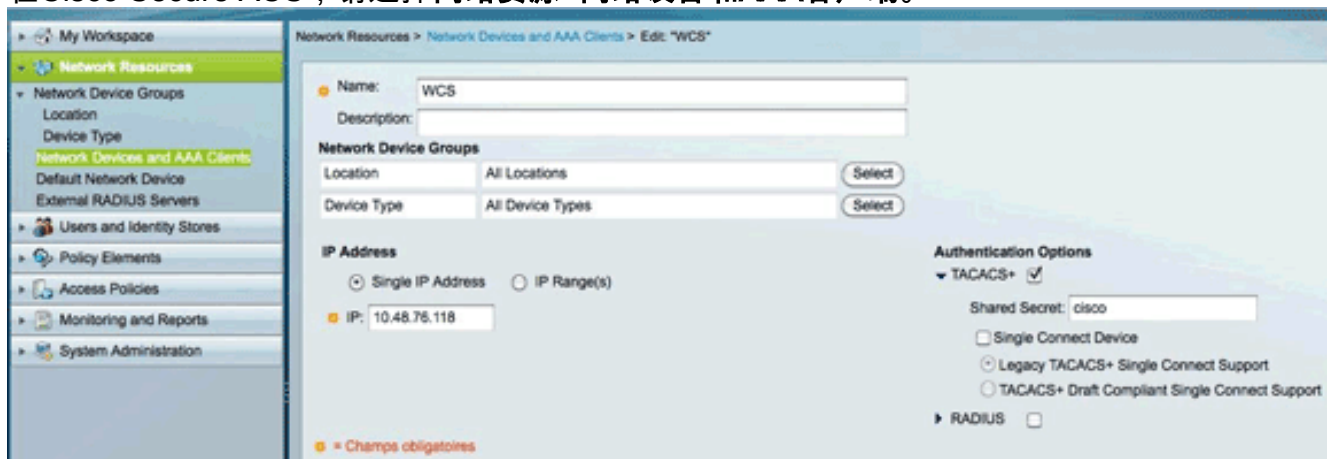 My Workspace
Network Resources
Network Device Groups
Location
Device Type
Network Devices and AAA Clients
Default Network Device
External RADIUS Servers
Users and Identity Stores
Policy Elements
Access Policies
Monitoring and Reports
System Administration
Network Resources > Network Devices and AAA Clients > Edit: "WCS"
Name: WCS
Description:
Network Device Groups
Location All Locations Select
Device Type All Device Types Select
IP Address
Single IP Address IP Range(s)
IP: 10.48.76.118
Authentication Options
TACACS+
Shared Secret: cisco
Single Connect Device
Legacy TACACS+ Single Connect Support
TACACS+ Draft Compliant Single Connect Support
RADIUS
= Champs obligatoires